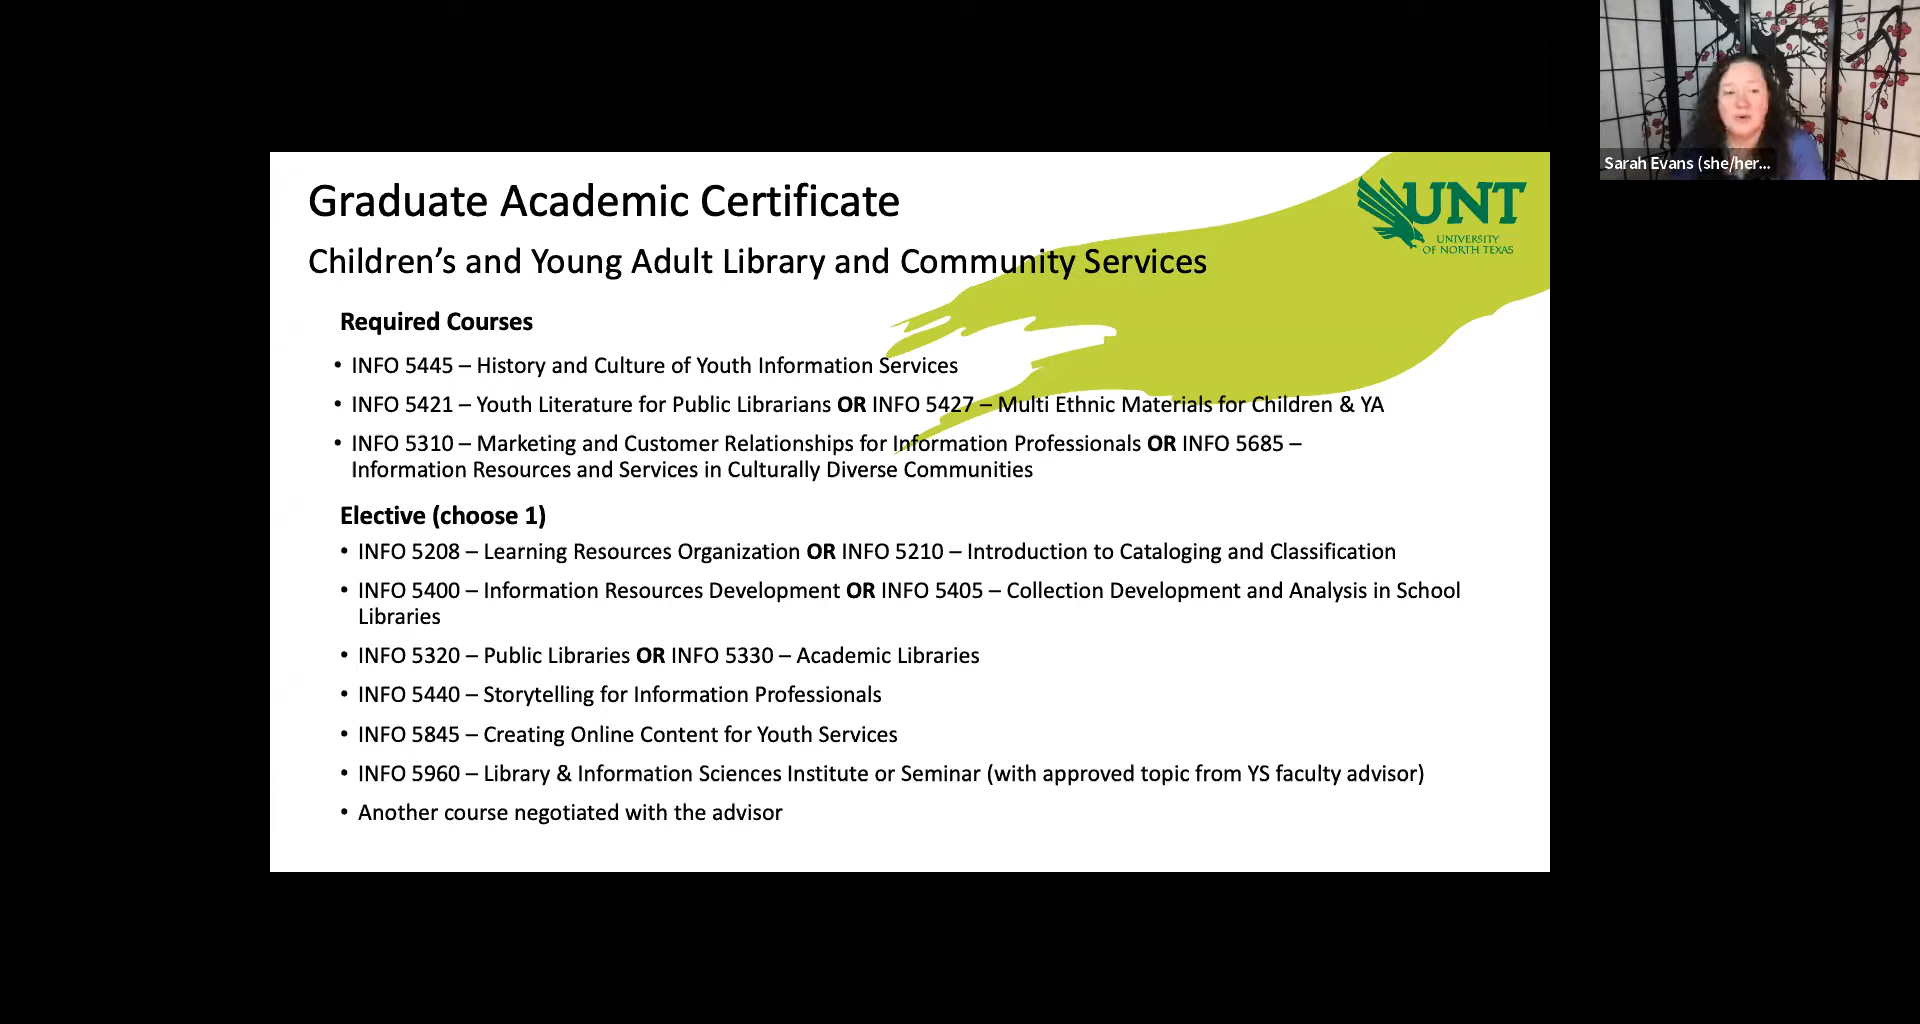 Graduate Academic Certificate
Children's and Young Adult Library and Community Services
UNT
UNIVERSITY
OF NORTH TEXAS
Sarah Evans (she/her...
Required Courses
• INFO 5445 – History and Culture of Youth Information Services
• INFO 5421 – Youth Literature for Public Librarians OR INFO 5427 – Multi Ethnic Materials for Children & YA
• INFO 5310 – Marketing and Customer Relationships for Information Professionals OR INFO 5685 –
Information Resources and Services in Culturally Diverse Communities
Elective (choose 1)
• INFO 5208 – Learning Resources Organization OR INFO 5210 – Introduction to Cataloging and Classification
• INFO 5400 – Information Resources Development OR INFO 5405 – Collection Development and Analysis in School
Libraries
• INFO 5320 – Public Libraries OR INFO 5330 – Academic Libraries
• INFO 5440 – Storytelling for Information Professionals
• INFO 5845 – Creating Online Content for Youth Services
• INFO 5960 – Library & Information Sciences Institute or Seminar (with approved topic from YS faculty advisor)
• Another course negotiated with the advisor